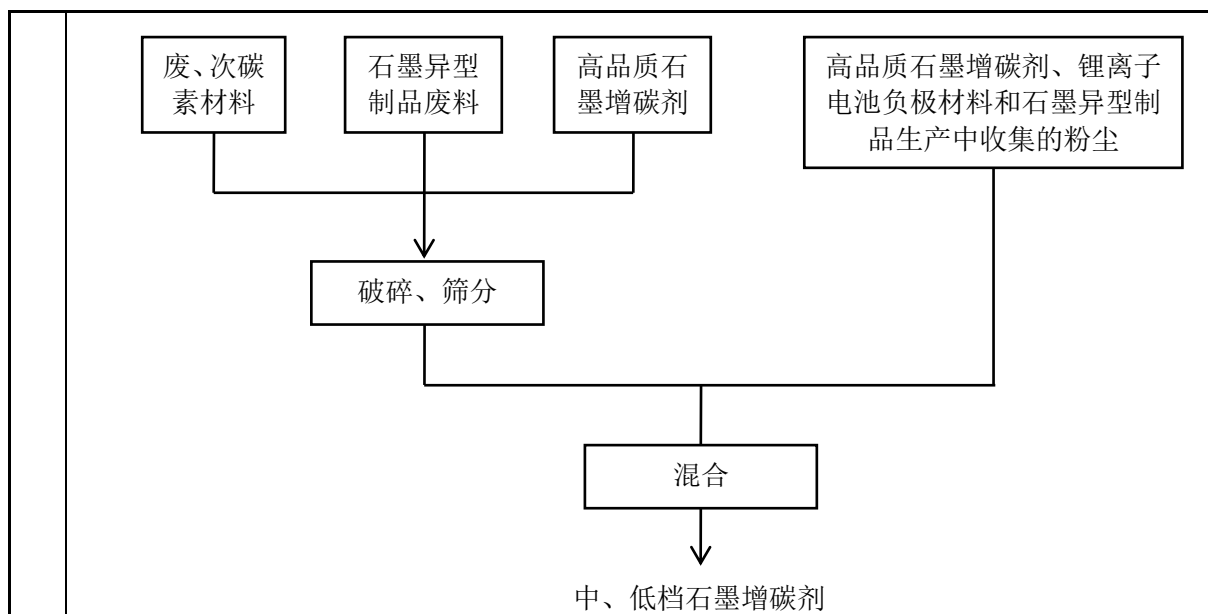 废、次碳
素材料
石墨异型
制品废料
高品质石
墨增碳剂
高品质石墨增碳剂、锂离子
电池负极材料和石墨异型制
品生产中收集的粉尘
破碎、筛分
混合
中、低档石墨增碳剂